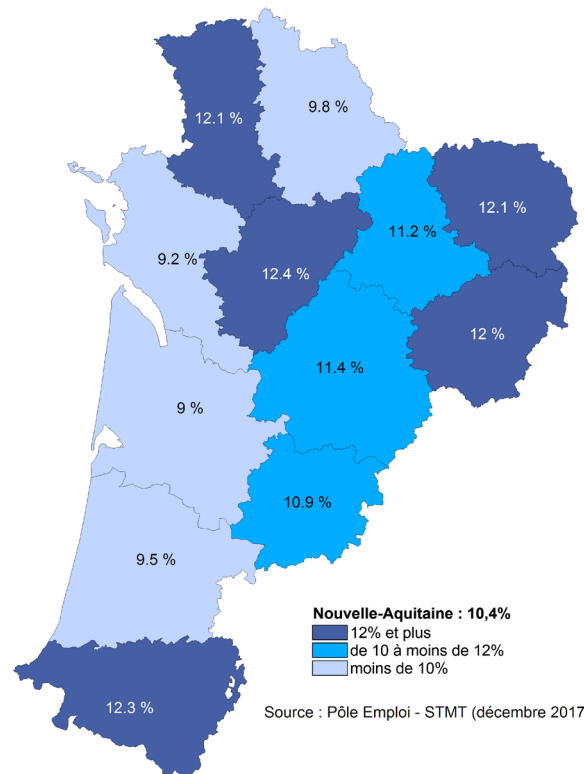 9.8 %
12.1 %
12.1 %
11.2 %
9.2 %
12.4 %
12 %
11.4 %
9 %
10.9 %
9.5 %
Nouvelle-Aquitaine : 10,4%
12% et plus
de 10 à moins de 12%
moins de 10%
12.3 %
Source : Pôle Emploi - STMT (décembre 2017